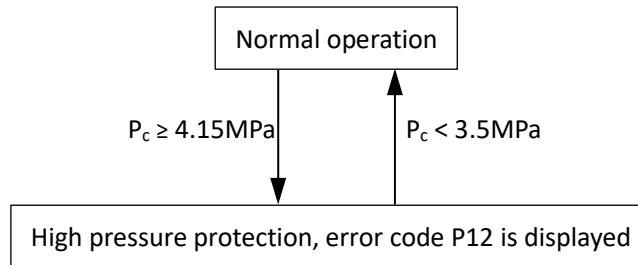 Normal operation
P𝒸 ≥ 4.15MPa
P𝒸 < 3.5MPa
High pressure protection, error code P12 is displayed